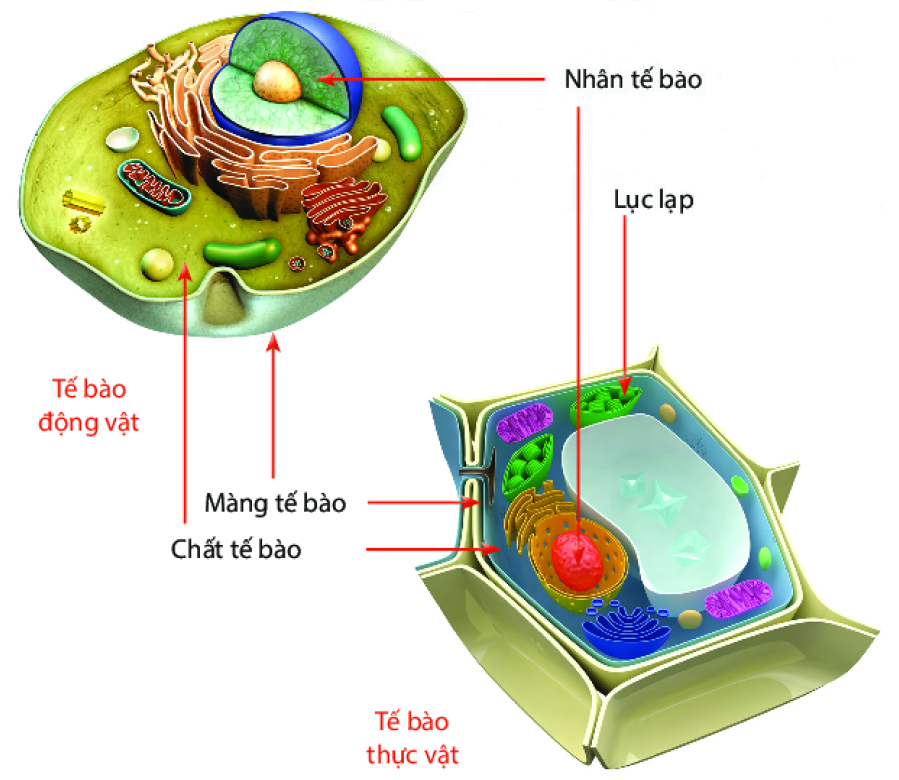 Nhân tế bào
Lục lạp
Tế bào
động vật
Màng tế bào
Chất tế bào
Tế bào
thực vật